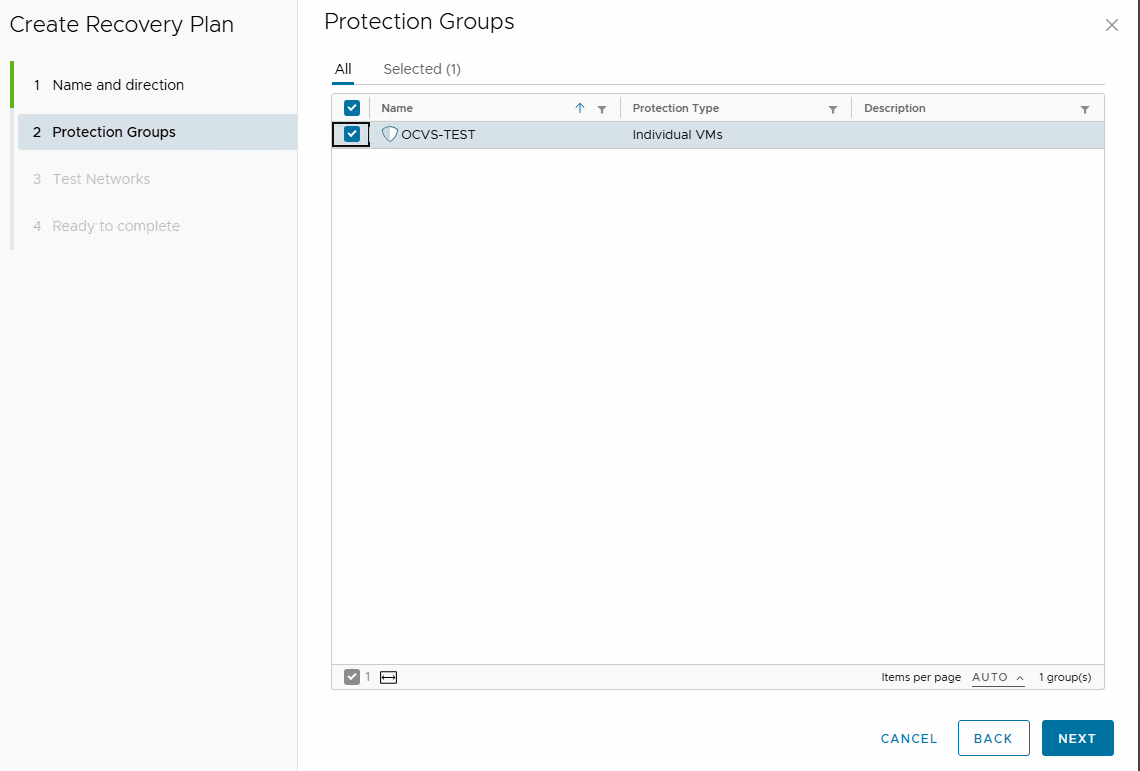 Create Recovery Plan
1 Name and direction
2 Protection Groups
3 Test Networks
4 Ready to complete
Protection Groups
All Selected (1)
Name Protection Type Description
OCVS-TEST Individual VMs
1 Items per page AUTO 1 group(s)
CANCEL BACK NEXT